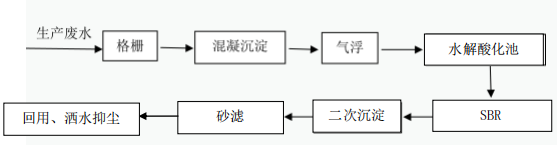 生产废水
格栅
混凝沉淀
气浮
水解酸化池
SBR
二次沉淀
砂滤
回用、洒水抑尘